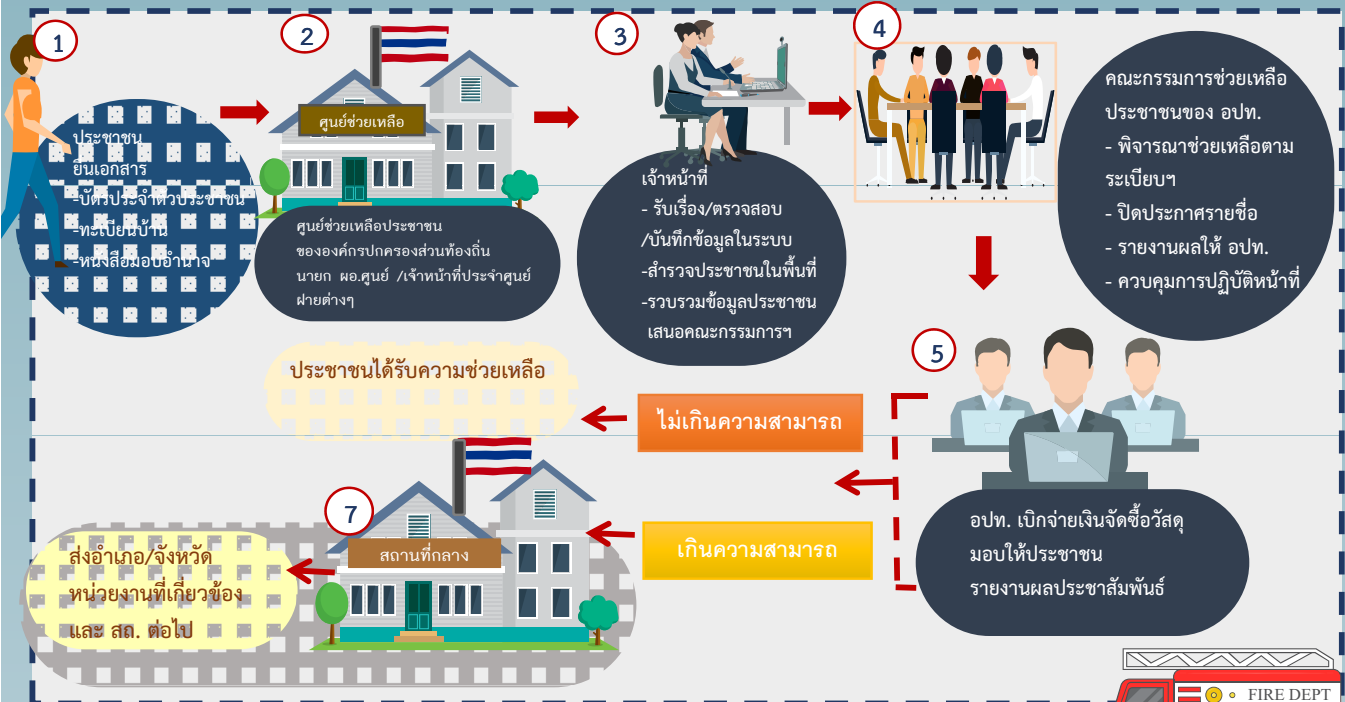 1
ประชาชน
ยื่นเอกสาร
-บัตรประจำตัวประชาชน
-ทะเบียนบ้าน
-หนังสือมอบอำนาจ
2
ศูนย์ช่วยเหลือ
ศูนย์ช่วยเหลือประชาชน
ขององค์กรปกครองส่วนท้องถิ่น
นายก ผอ.ศูนย์ /เจ้าหน้าที่ประจำศูนย์
ฝ่ายต่างๆ
3
เจ้าหน้าที่
- รับเรื่อง/ตรวจสอบ
/บันทึกข้อมูลในระบบ
-สำรวจประชาชนในพื้นที่
-รวบรวมข้อมูลประชาชน
เสนอคณะกรรมการฯ
4
คณะกรรมการช่วยเหลือ
ประชาชนของ อปท.
- พิจารณาช่วยเหลือตาม
ระเบียบฯ
- ปิดประกาศรายชื่อ
- รายงานผลให้ อปท.
- ควบคุมการปฏิบัติหน้าที่
5
อปท. เบิกจ่ายเงินจัดซื้อวัสดุ
มอบให้ประชาชน
รายงานผลประชาสัมพันธ์
ไม่เกินความสามารถ
ประชาชนได้รับความช่วยเหลือ
เกินความสามารถ
7
สถานที่กลาง
ส่งอำเภอ/จังหวัด
หน่วยงานที่เกี่ยวข้อง
และ สถ. ต่อไป
FIRE DEPT